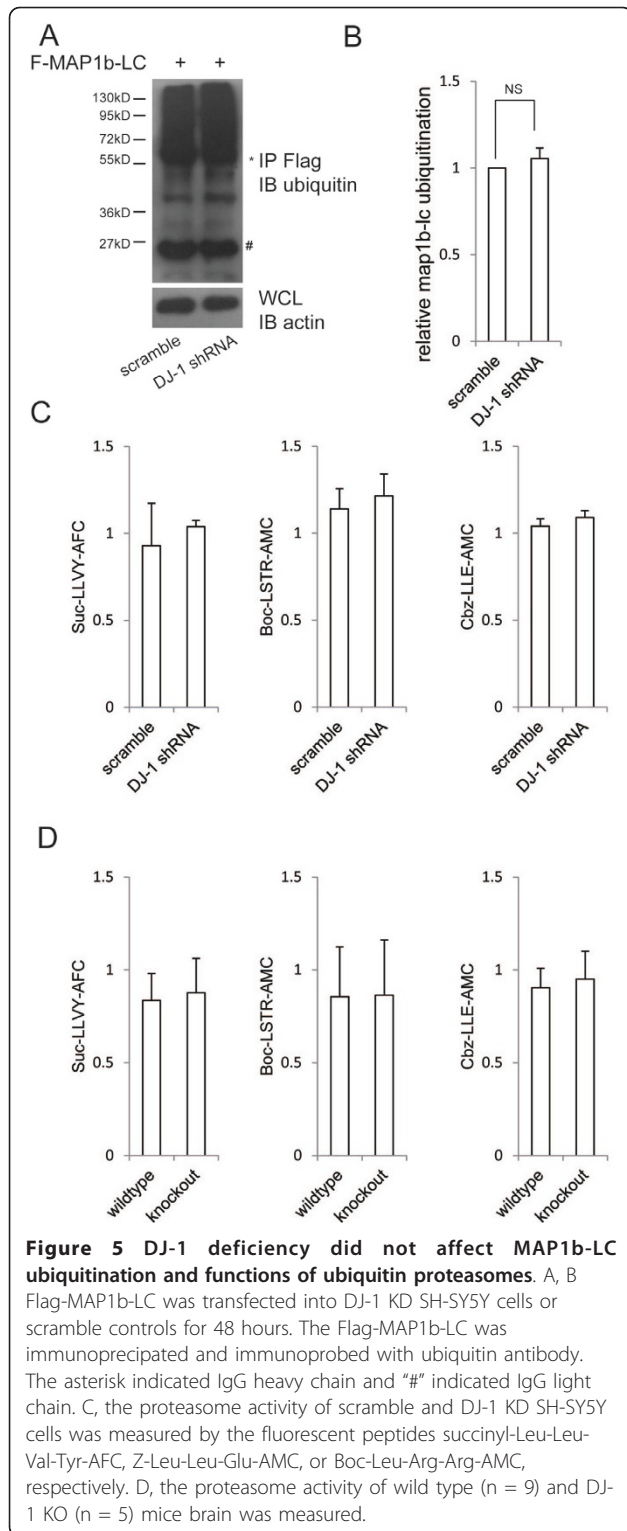 A
F-MAP1b-LC + +
130kD
95kD
72kD
55kD
36kD
27kD
* IP Flag
IB ubiquitin
#
WCL
IB actin
scramble
DJ-1 shRNA
B
relative map1b-lc ubiquitination
1.5
1
0.5
0
NS
scramble
DJ-1 shRNA
C
Suc-LLVY-AFC
1.5
1
0.5
0
scramble
DJ-1 shRNA
Boc-LSTR-AMC
1.5
1
0.5
0
scramble
DJ-1 shRNA
Cbz-LLE-AMC
1.5
1
0.5
0
scramble
DJ-1 shRNA
D
Suc-LLVY-AFC
1.5
1
0.5
0
wildtype
knockout
Boc-LSTR-AMC
1.5
1
0.5
0
wildtype
knockout
Cbz-LLE-AMC
1.5
1
0.5
0
wildtype
knockout
Figure 5 DJ-1 deficiency did not affect MAP1b-LC
ubiquitination and functions of ubiquitin proteasomes. A, B
Flag-MAP1b-LC was transfected into DJ-1 KD SH-SY5Y cells or
scramble controls for 48 hours. The Flag-MAP1b-LC was
immunoprecipated and immunoprobed with ubiquitin antibody.
The asterisk indicated IgG heavy chain and "#" indicated IgG light
chain. C, the proteasome activity of scramble and DJ-1 KD SH-SY5Y
cells was measured by the fluorescent peptides succinyl-Leu-Leu-
Val-Tyr-AFC, Z-Leu-Leu-Glu-AMC, or Boc-Leu-Arg-Arg-AMC,
respectively. D, the proteasome activity of wild type (n = 9) and DJ-
1 KO (n = 5) mice brain was measured.